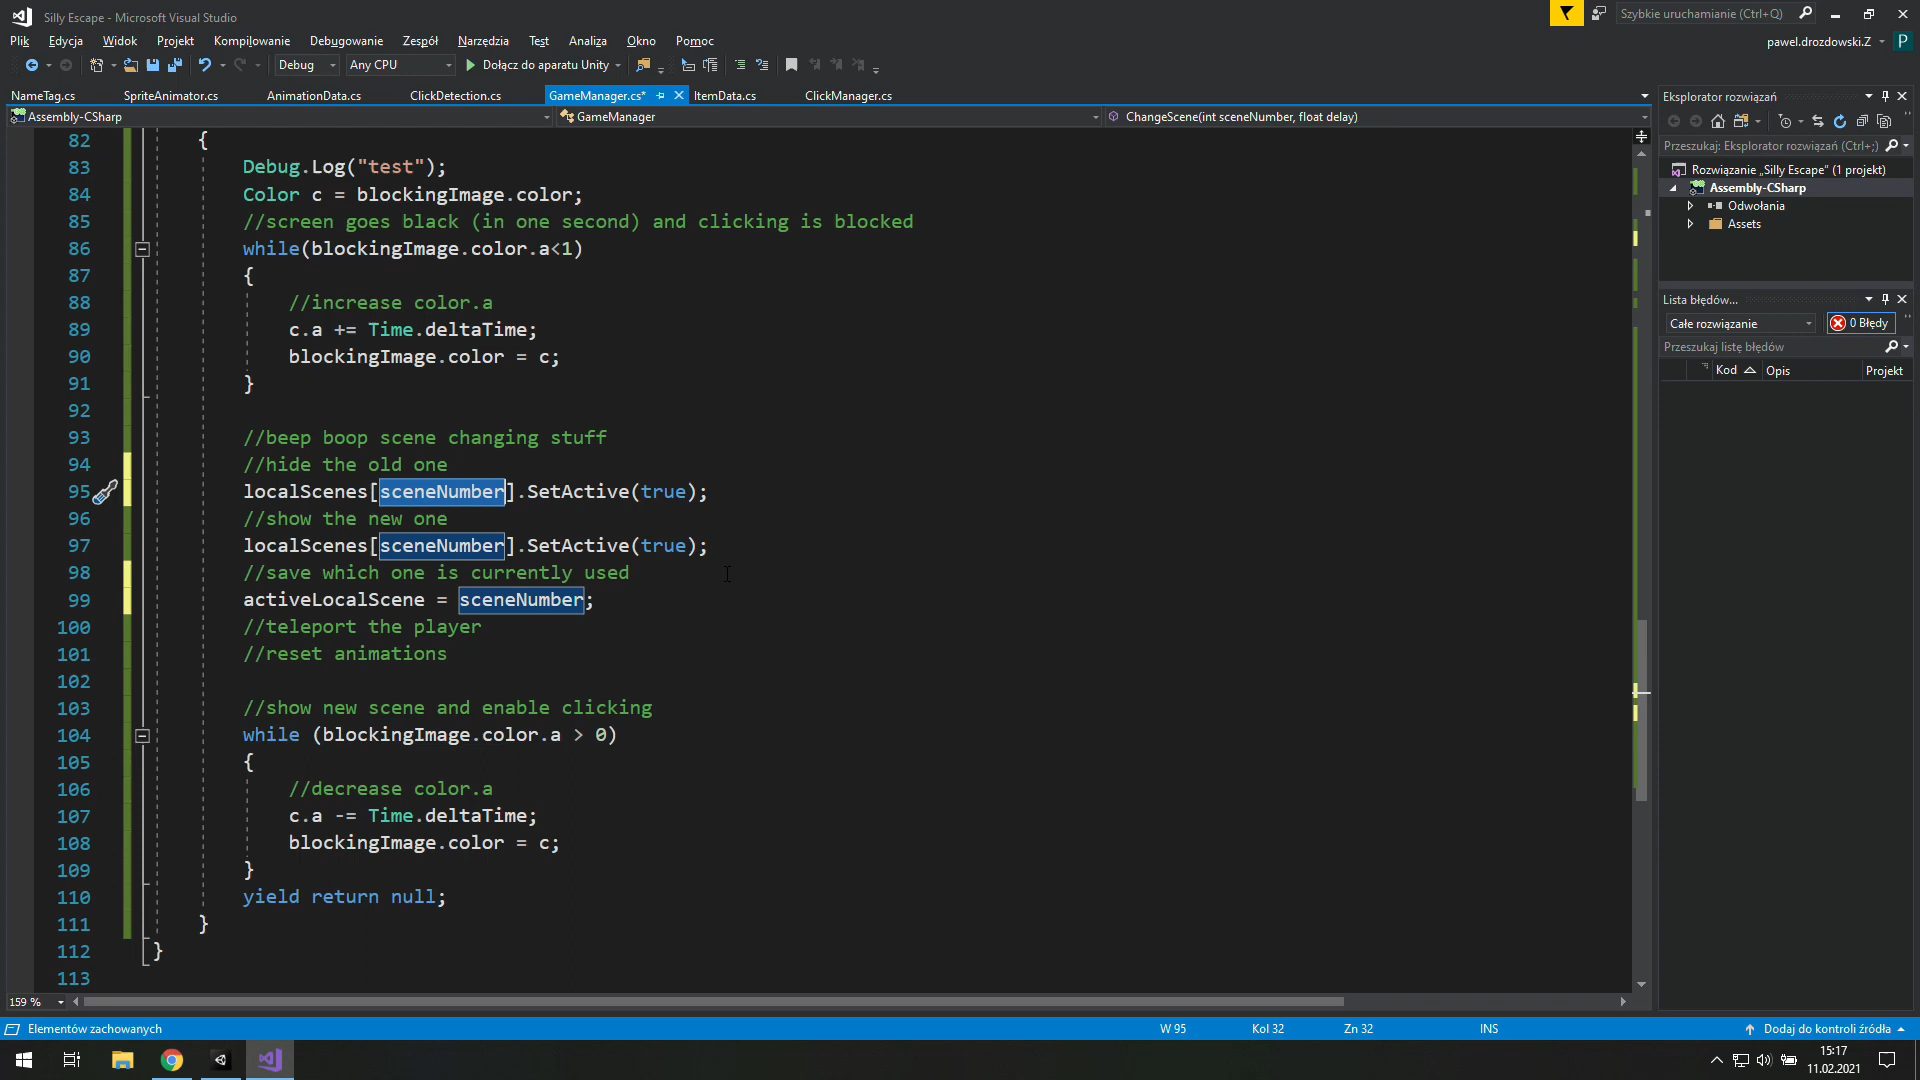 Silly Escape - Microsoft Visual Studio
Szybkie uruchamianie (Ctrl+Q)
Plik Edycja Widok Projekt Kompilowanie Debugowanie Zespół Narzędzia Test Analiza Okno Pomoc
pawel.drozdowski.Z P
Debug Any CPU Dołącz do aparatu Unity
NameTag.cs SpriteAnimator.cs AnimationData.cs ClickDetection.cs GameManager.cs* ItemData.cs ClickManager.cs
Assembly-CSharp GameManager ChangeScene(int sceneNumber, float delay)
82 {
83 Debug.Log("test");
84 Color c = blockingImage.color;
85 //screen goes black (in one second) and clicking is blocked
86 while(blockingImage.color.a<1)
87 {
88 //increase color.a
89 c.a += Time.deltaTime;
90 blockingImage.color = c;
91 }
92
93 //beep boop scene changing stuff
94 //hide the old one
95 localScenes[sceneNumber].SetActive(true);
96 //show the new one
97 localScenes[sceneNumber].SetActive(true);
98 //save which one is currently used
99 activeLocalScene = sceneNumber;
100 //teleport the player
101 //reset animations
102
103 //show new scene and enable clicking
104 while (blockingImage.color.a > 0)
105 {
106 //decrease color.a
107 c.a -= Time.deltaTime;
108 blockingImage.color = c;
109 }
110 yield return null;
111 }
112 }
113
159 %
Eksplorator rozwiązań
Przeszukaj: Eksplorator rozwiązań (Ctrl+;)
Rozwiązanie „Silly Escape” (1 projekt)
Assembly-CSharp
Odwołania
Assets
Lista błędów...
Całe rozwiązanie 0 Błędy
Przeszukaj listę błędów
Kod Opis Projekt
Elementów zachowanych W 95 Kol 32 Zn 32 INS Dodaj do kontroli źródła
15:17
11.02.2021